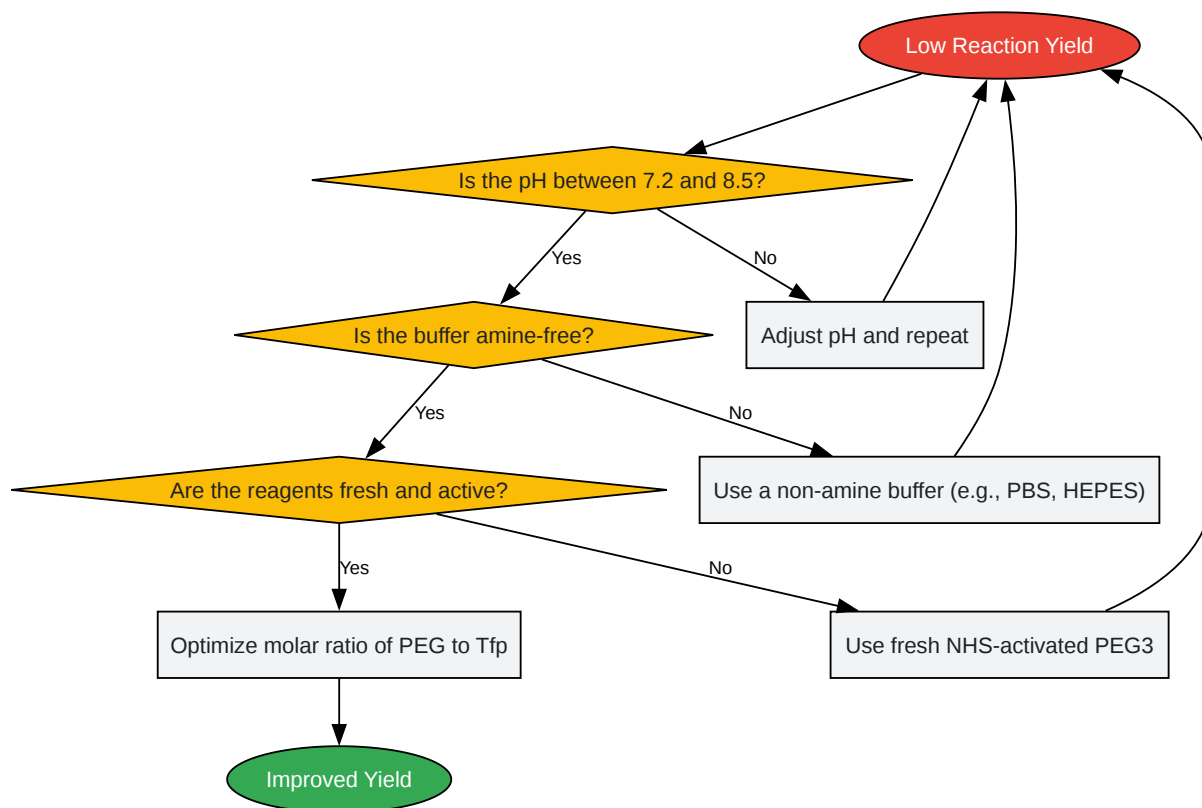 Low Reaction Yield
Is the pH between 7.2 and 8.5?
Yes
No
Is the buffer amine-free?
Adjust pH and repeat
Yes
No
Are the reagents fresh and active?
Use a non-amine buffer (e.g., PBS, HEPES)
Yes
No
Optimize molar ratio of PEG to Tfp
Use fresh NHS-activated PEG3
Improved Yield